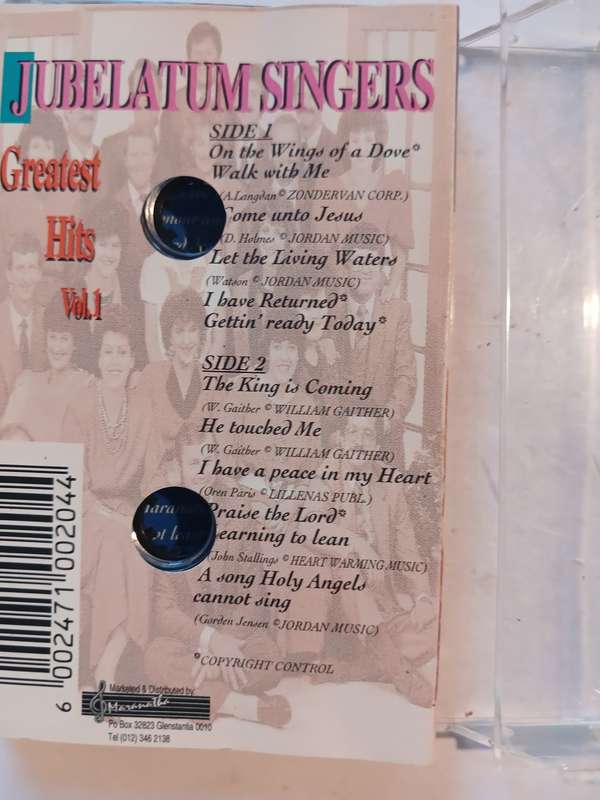 JUBELATUM SINGERS
Greatest
Hits
Vol.1
SIDE 1
On the Wings of a Dove*
Walk with Me
(A.Langdan © ZONDERVAN CORP.)
Come unto Jesus
(D. Holmes © JORDAN MUSIC)
Let the Living Waters
(Watson © JORDAN MUSIC)
I have Returned*
Gettin' ready Today*
SIDE 2
The King is Coming
(W. Gaither © WILLIAM GAITHER)
He touched Me
(W. Gaither © WILLIAM GAITHER)
I have a peace in my Heart
(Oren Paris © LILLENAS PUBL.)
Praise the Lord*
Learning to lean
John Stallings © HEART WARMING MUSIC)
A song Holy Angels
cannot sing
(Gorden Jensen © JORDAN MUSIC)
*COPYRIGHT CONTROL
6 002471 002044
Marketed & Distributed by:
Maranatha
Po Box 32823 Glenstantia 0010
Tel (012) 346 2138